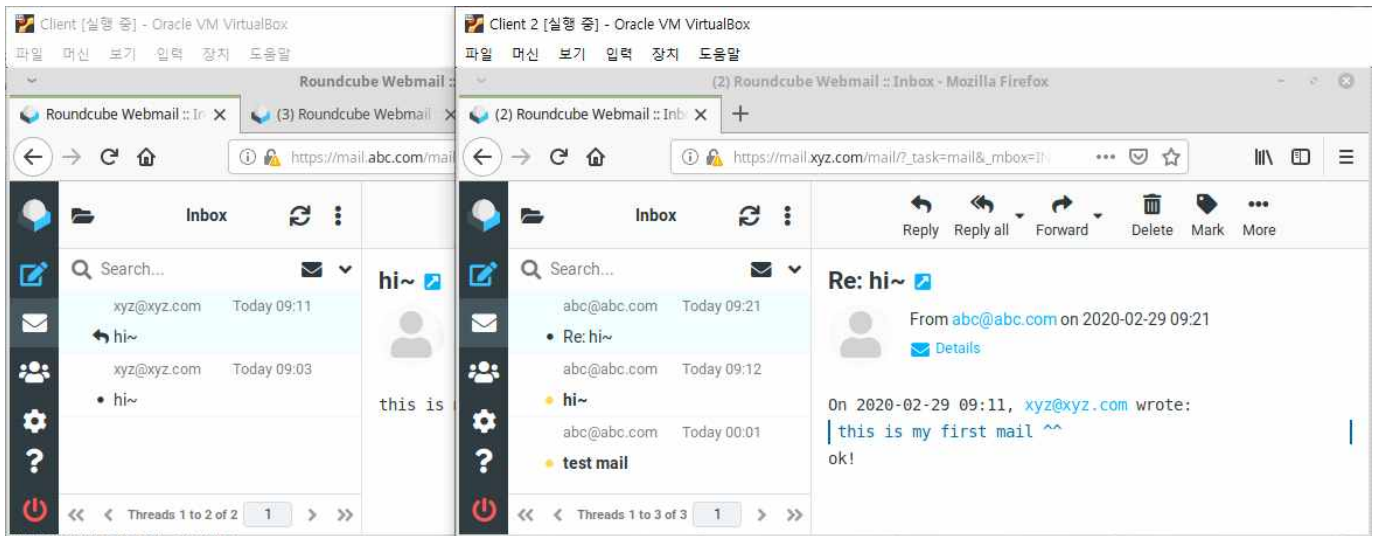 Client [실행 중] - Oracle VM VirtualBox
파일 머신 보기 입력 장치 도움말
Roundcube Webmail ::
Roundcube Webmail :: In
(3) Roundcube Webmail
https://mail.abc.com/mail
Inbox
Search...
xyz@xyz.com Today 09:11
hi~
xyz@xyz.com Today 09:03
• hi~
Threads 1 to 2 of 2 1
hi~
this is
Client 2 [실행 중] - Oracle VM VirtualBox
파일 머신 보기 입력 장치 도움말
(2) Roundcube Webmail :: Inbox - Mozilla Firefox
(2) Roundcube Webmail :: Inb
https://mail.xyz.com/mail/?_task=mail&_mbox=IN
Inbox
Search...
abc@abc.com Today 09:21
• Re: hi~
abc@abc.com Today 09:12
• hi~
abc@abc.com Today 00:01
• test mail
Threads 1 to 3 of 3 1
Reply Reply all Forward Delete Mark More
Re: hi~
From abc@abc.com on 2020-02-29 09:21
Details
On 2020-02-29 09:11, xyz@xyz.com wrote:
this is my first mail ^^
ok!